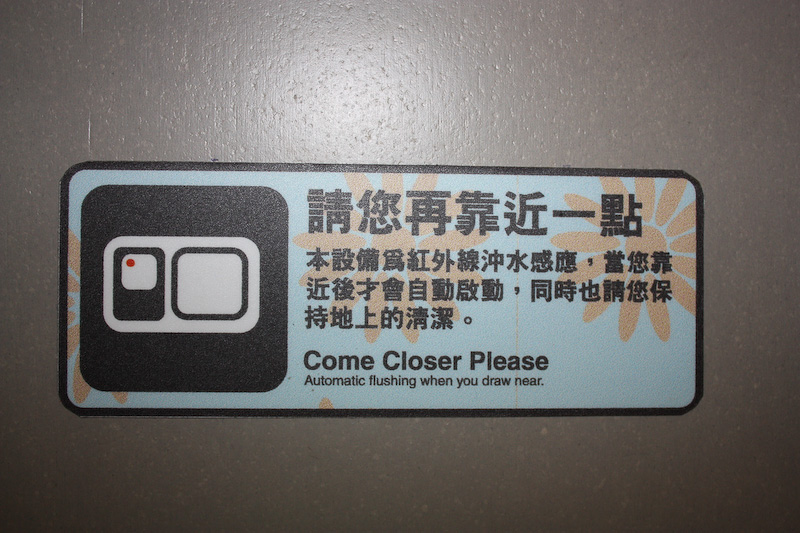 請您再靠近一點
本設備爲紅外線沖水感應，當您靠
近後才會自動啟動，同時也請您保
持地上的清潔。
Come Closer Please
Automatic flushing when you draw near.